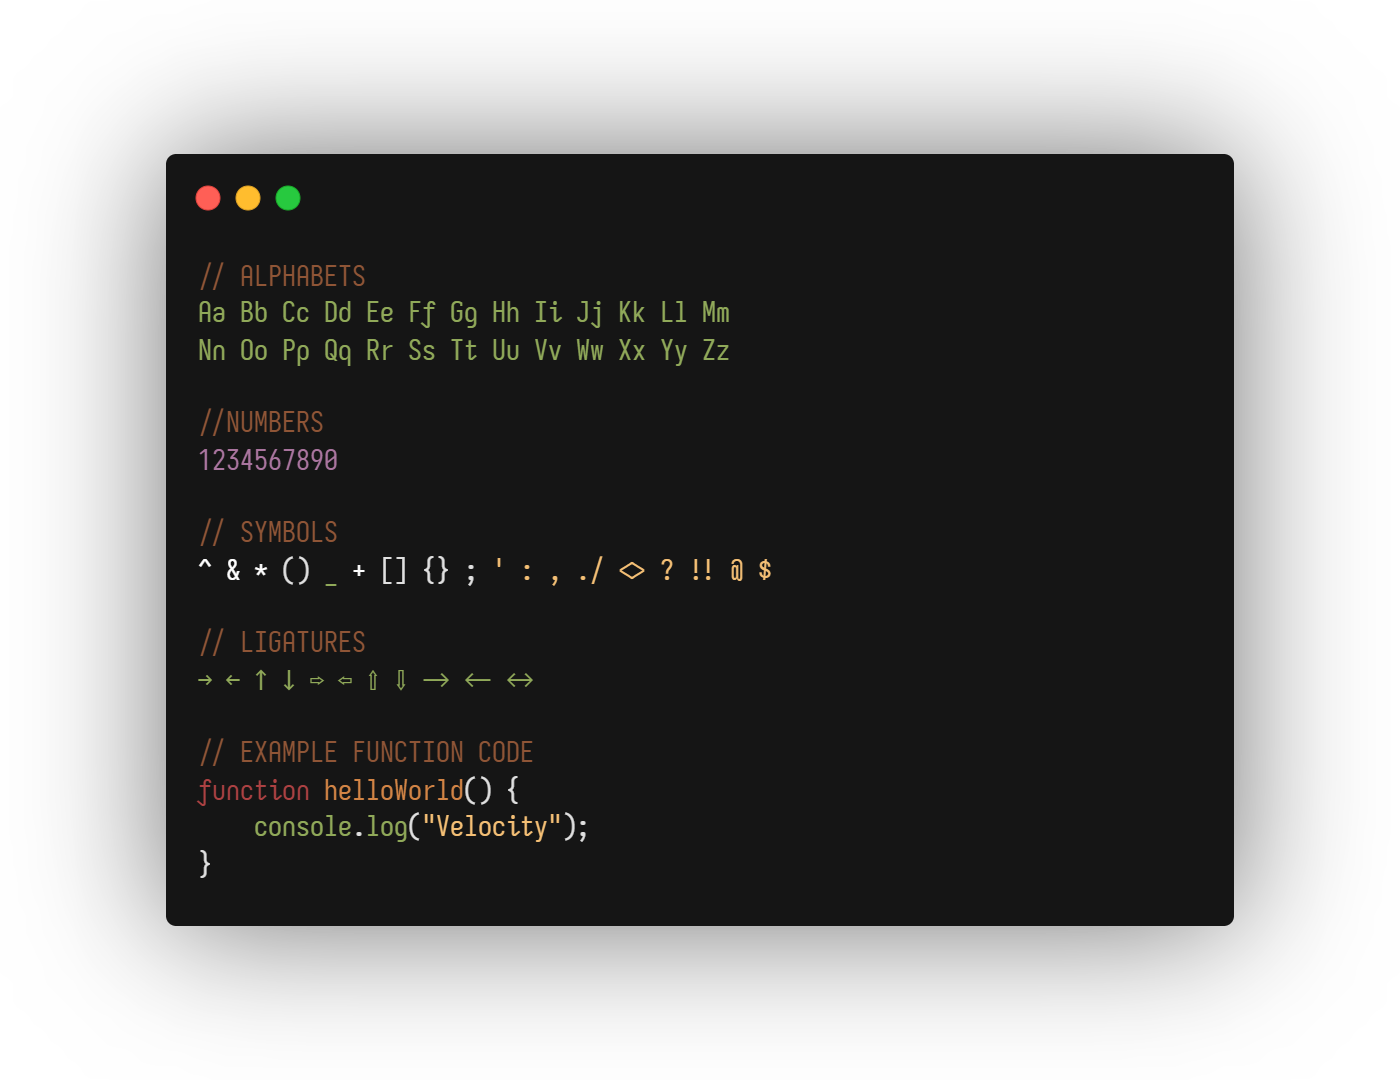 // ALPHABETS
Aa Bb Cc Dd Ee Ff Gg Hh Ii Jj Kk Ll Mm
Nn Oo Pp Qq Rr Ss Tt Uu Vv Ww Xx Yy Zz
//NUMBERS
1234567890
// SYMBOLS
^ & * () _ + [] {} ; ' : , ./ <> ? !! @ $
// LIGATURES
→ ← ↑ ↓ ⇨ ⇦ ⇧ ⇩ ⟶ ⟵ ⟷
// EXAMPLE FUNCTION CODE
function helloWorld() {
    console.log("Velocity");
}